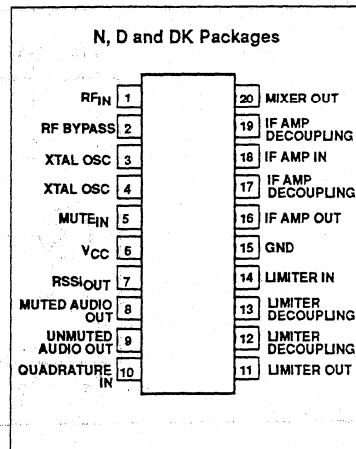 N, D and DK Packages
RFIN 1
RF BYPASS 2
XTAL OSC 3
XTAL OSC 4
MUTEIN 5
VCC 6
RSSIOUT 7
MUTED AUDIO
OUT 8
UNMUTED
AUDIO OUT 9
QUADRATURE
IN 10
20 MIXER OUT
19 IF AMP
DECOUPLING
18 IF AMP IN
17 IF AMP
DECOUPLING
16 IF AMP OUT
15 GND
14 LIMITER IN
13 LIMITER
DECOUPLING
12 LIMITER
DECOUPLING
11 LIMITER OUT